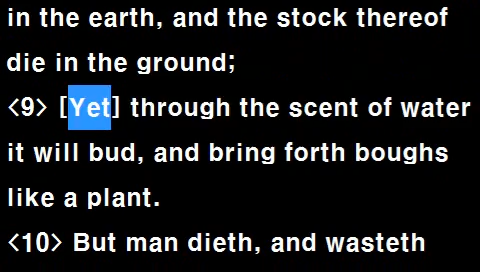 in the earth, and the stock thereof
die in the ground;
<9> [Yet] through the scent of water
it will bud, and bring forth boughs
like a plant.
<10> But man dieth, and wasteth